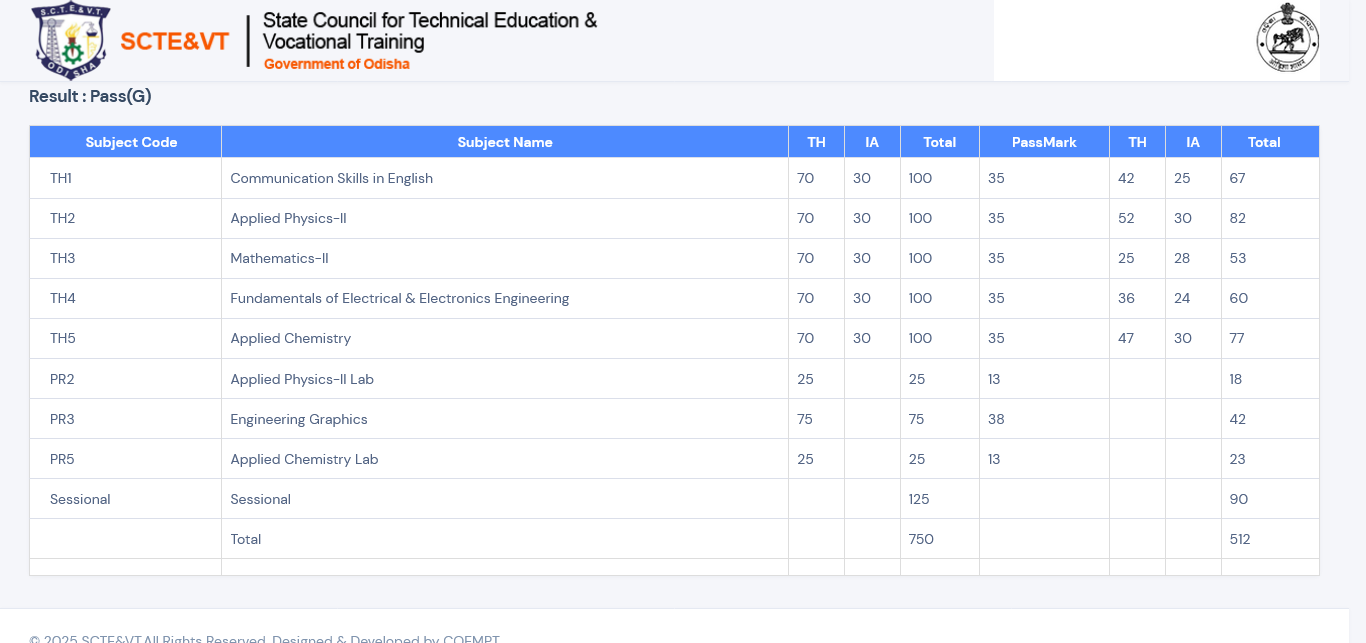 S.C.T.E.&V.T.
ODISHA
SCTE&VT
State Council for Technical Education &
Vocational Training
Government of Odisha
Result : Pass(G)
Subject Code Subject Name TH IA Total PassMark TH IA Total
TH1 Communication Skills in English 70 30 100 35 42 25 67
TH2 Applied Physics-II 70 30 100 35 52 30 82
TH3 Mathematics-II 70 30 100 35 25 28 53
TH4 Fundamentals of Electrical & Electronics Engineering 70 30 100 35 36 24 60
TH5 Applied Chemistry 70 30 100 35 47 30 77
PR2 Applied Physics-II Lab 25 25 13 18
PR3 Engineering Graphics 75 75 38 42
PR5 Applied Chemistry Lab 25 25 13 23
Sessional Sessional 125 90
Total 750 512
© 2025 SCTE&VT.All Rights Reserved. Designed & Developed by COEMPT